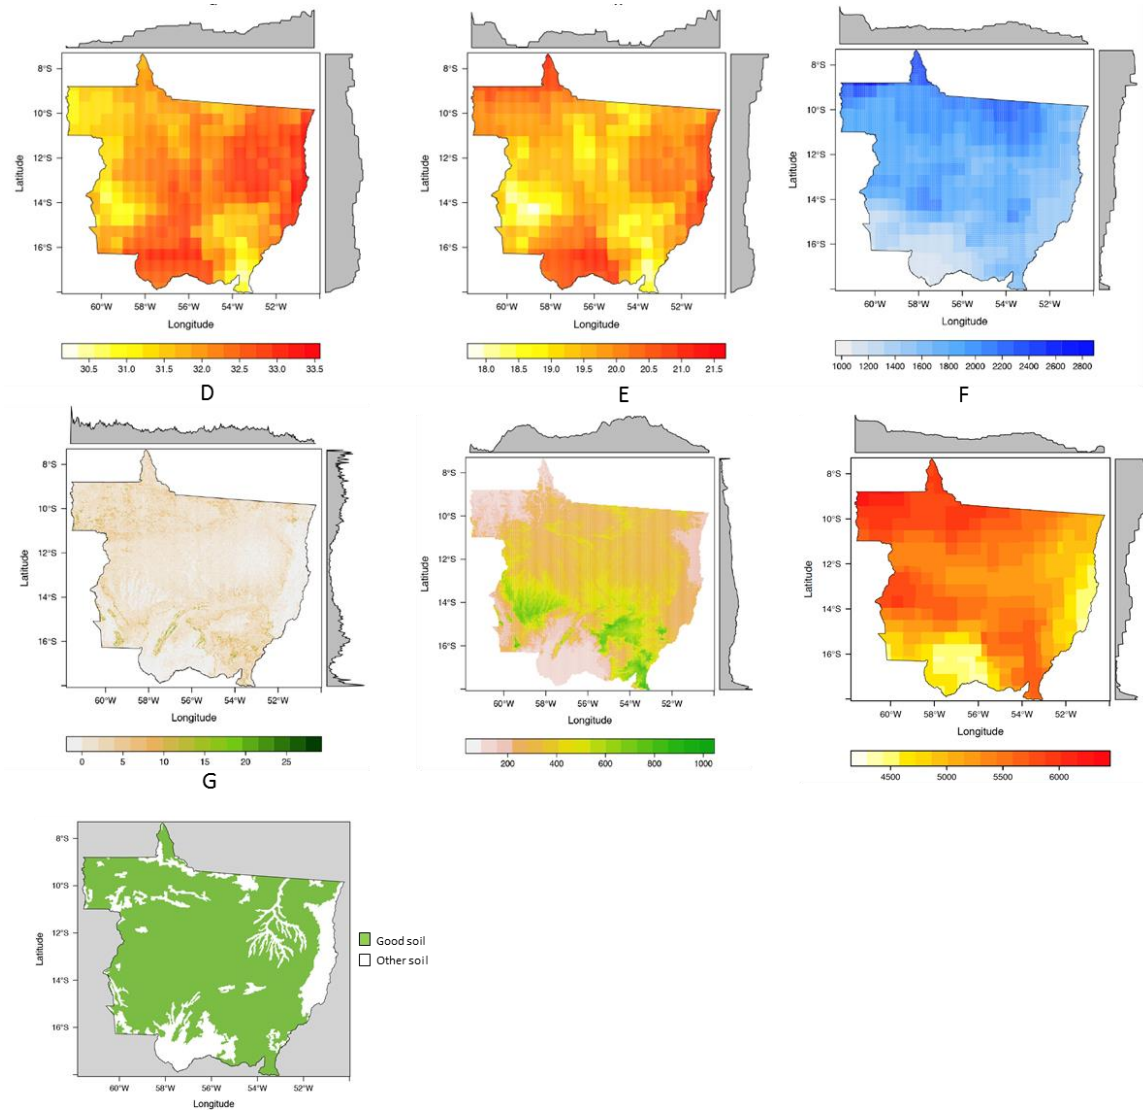 8°S
10°S
12°S
14°S
16°S
Latitude
60°W 58°W 56°W 54°W 52°W
Longitude
30.5 31.0 31.5 32.0 32.5 33.0 33.5
8°S
10°S
12°S
14°S
16°S
Latitude
60°W 58°W 56°W 54°W 52°W
Longitude
18.0 18.5 19.0 19.5 20.0 20.5 21.0 21.5
8°S
10°S
12°S
14°S
16°S
Latitude
60°W 58°W 56°W 54°W 52°W
Longitude
1000 1200 1400 1600 1800 2000 2200 2400 2600 2800
D
8°S
10°S
12°S
14°S
16°S
Latitude
60°W 58°W 56°W 54°W 52°W
Longitude
0 5 10 15 20 25
E
8°S
10°S
12°S
14°S
16°S
Latitude
60°W 58°W 56°W 54°W 52°W
Longitude
200 400 600 800 1000
F
8°S
10°S
12°S
14°S
16°S
Latitude
60°W 58°W 56°W 54°W 52°W
Longitude
4500 5000 5500 6000
G
8°S
10°S
12°S
14°S
16°S
Latitude
60°W 58°W 56°W 54°W 52°W
Longitude
Good soil
Other soil